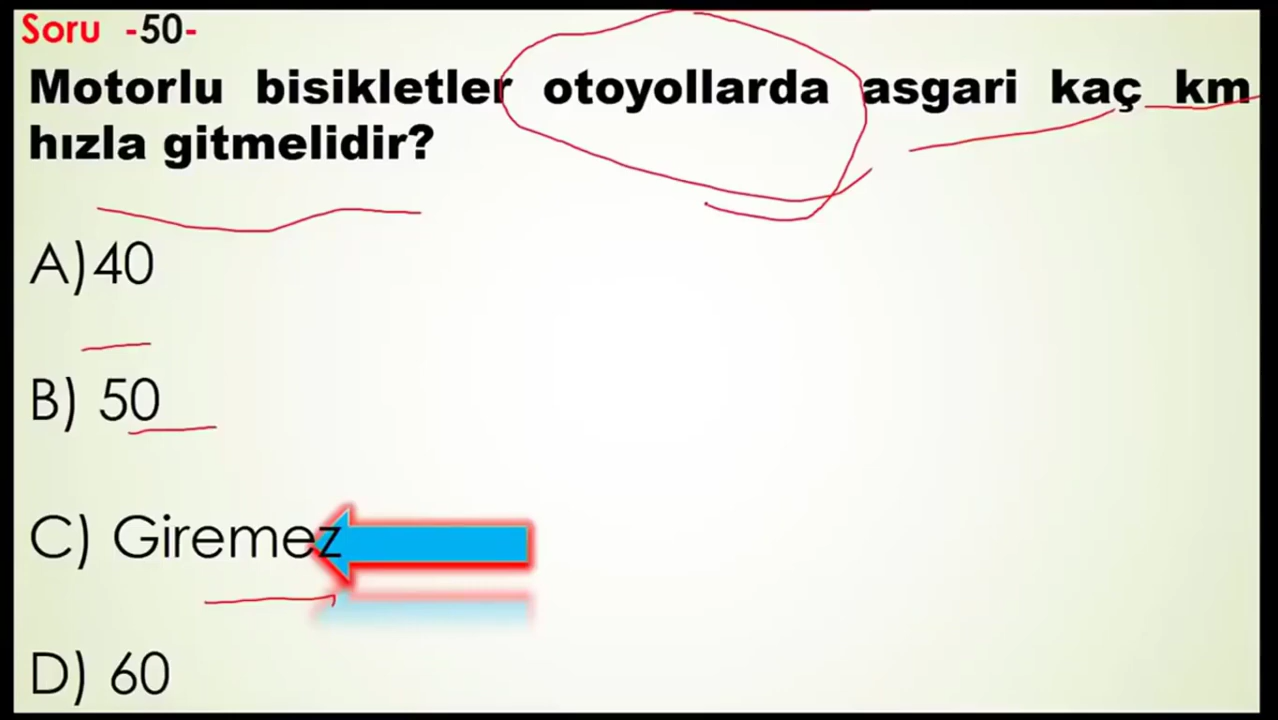 Soru -50-
Motorlu bisikletler otoyollarda asgari kaç km
hızla gitmelidir?
A)40
B) 50
C) Giremez
D) 60